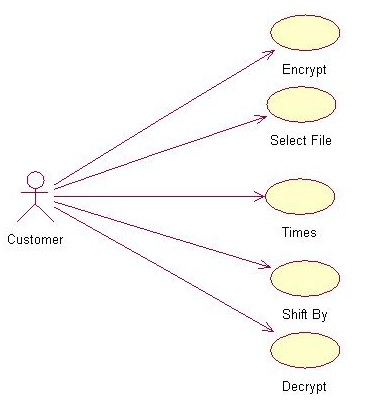 Encrypt
Select File
Times
Customer
Shift By
Decrypt